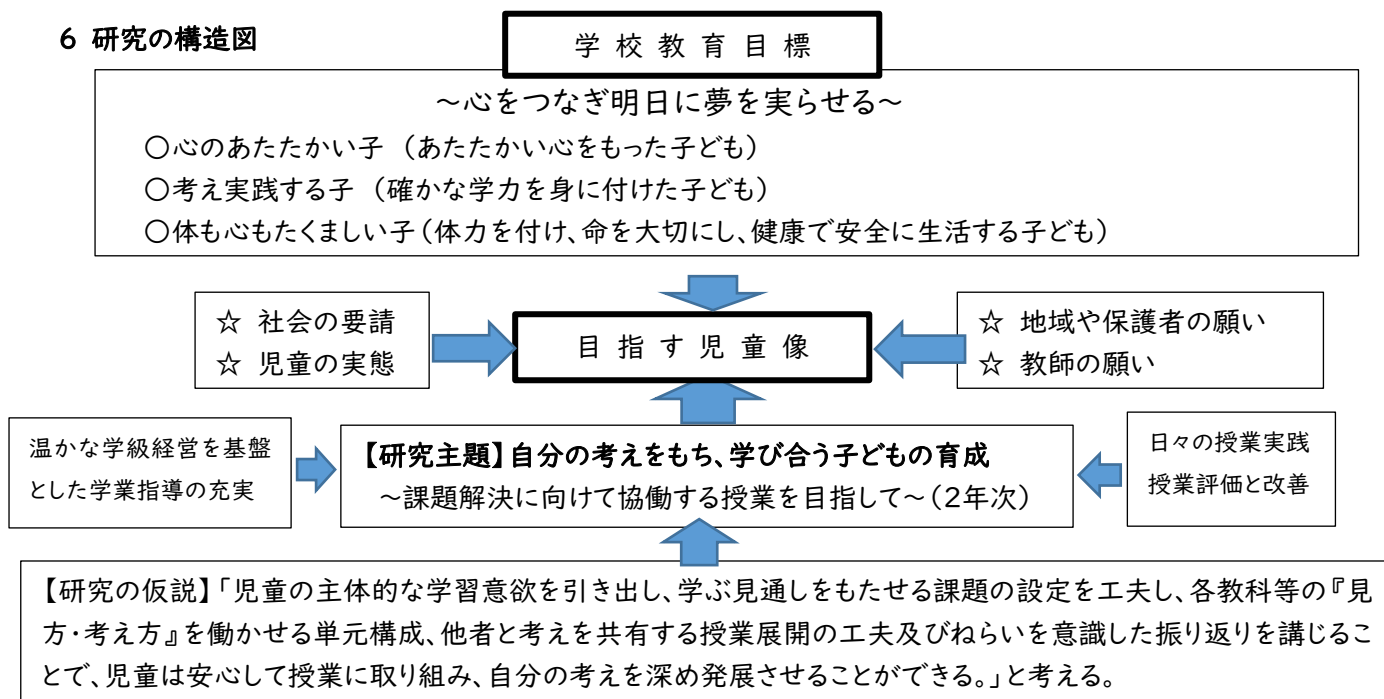 6 研究の構造図
学校教育目標
~心をつなぎ明日に夢を実らせる~
○心のあたたかい子 (あたたかい心をもった子ども)
○考え実践する子 (確かな学力を身に付けた子ども)
○体も心もたくましい子(体力を付け、命を大切にし、健康で安全に生活する子ども)
☆ 社会の要請
☆ 児童の実態
目指す児童像
☆ 地域や保護者の願い
☆ 教師の願い
温かな学級経営を基盤
とした学業指導の充実
【研究主題】自分の考えをもち、学び合う子どもの育成
~課題解決に向けて協働する授業を目指して~(2年次)
日々の授業実践
授業評価と改善
【研究の仮説】「児童の主体的な学習意欲を引き出し、学ぶ見通しをもたせる課題の設定を工夫し、各教科等の『見
方・考え方』を働かせる単元構成、他者と考えを共有する授業展開の工夫及びねらいを意識した振り返りを講じるこ
とで、児童は安心して授業に取り組み、自分の考えを深め発展させることができる。」と考える。